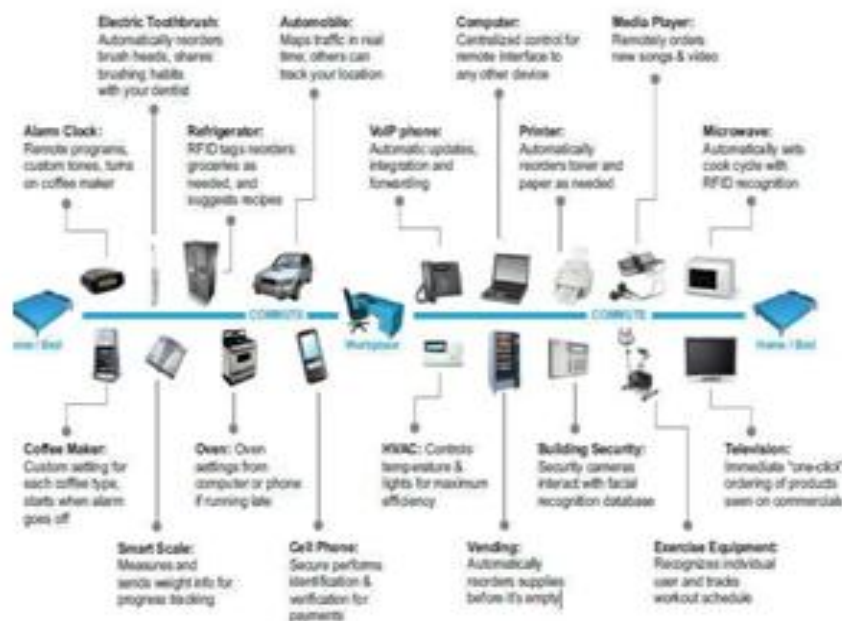 Electric Toothbrush:
Automatically reorders
brush heads, shares
brushing habits
with your dentist
Automobile:
Maps traffic in real
time; others can
track your location
Computer:
Centralized control for
remote interface to
any other device
Media Player:
Remotely orders
new songs & video
Alarm Clock:
Remote programs,
custom tones, turns
on coffee maker
Refrigerator:
RFID tags reorders
groceries as
needed, and
suggests recipes
VoIP phone:
Automatic updates,
integration and
forwarding
Printer:
Automatically
reorders toner and
paper as needed
Microwave:
Automatically sets
cook cycle with
RFID recognition
COMMUTE
COMMUTE
ome / Bed
Workplace
Home / Bed
Coffee Maker:
Custom setting for
each coffee type,
starts when alarm
goes off
Oven: Oven
settings from
computer or phone
if running late
HVAC: Controls
temperature &
lights for maximum
efficiency
Building Security:
Security cameras
interact with facial
recognition database
Television:
Immediate "one-click"
ordering of products
seen on commercials
Smart Scale:
Measures and
sends weight info for
progress tracking
Cell Phone:
Secure performs
identification &
verification for
payments
Vending:
Automatically
reorders supplies
before it's empty
Exercise Equipment:
Recognizes individual
user and tracks
workout schedule